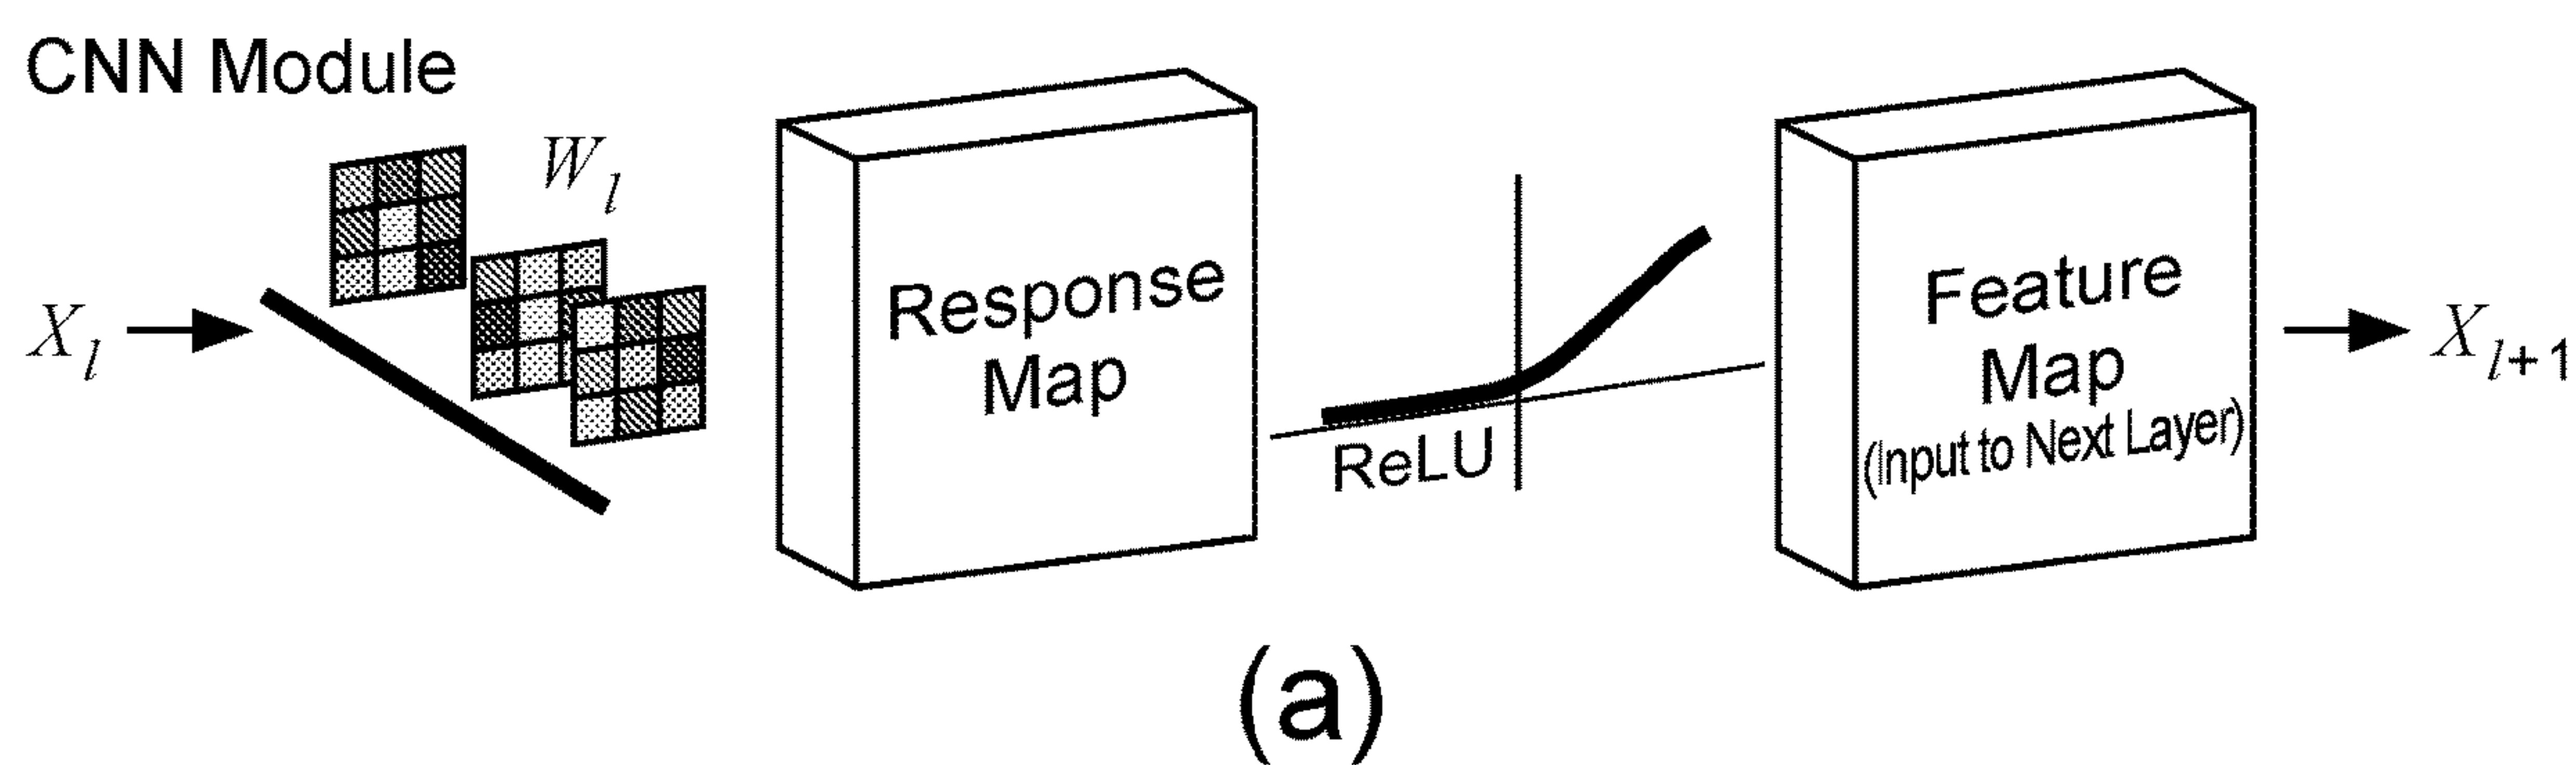 CNN Module
W_l
X_l
Response
Map
ReLU
Feature
Map
(Input to Next Layer)
X_{l+1}
(a)